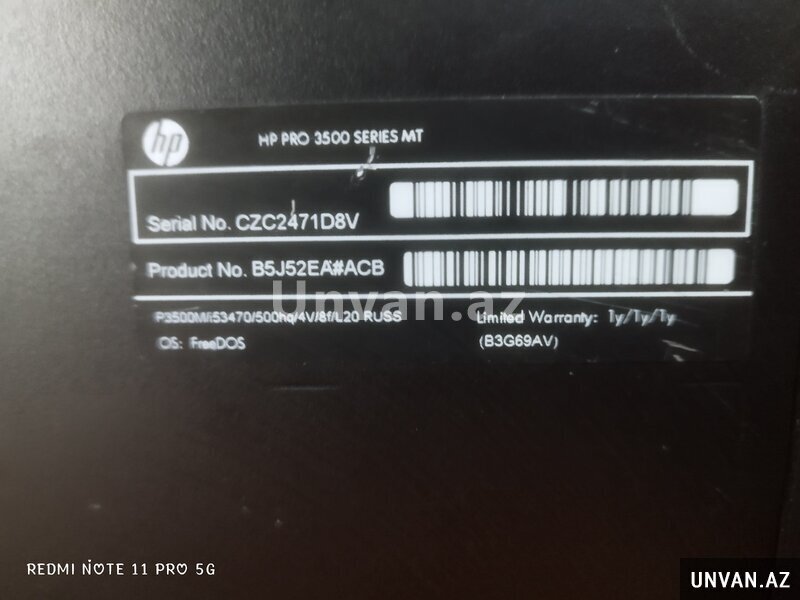 hp
HP PRO 3500 SERIES MT
Serial No. CZC2471D8V
Product No. B5J52EA#ACB
Unvan.az
P3500M/i53470/500hq/4V/8f/L20 RUSS
Limited Warranty: 1y/1y/1y
OS: FreeDOS
(B3G69AV)
REDMI NOTE 11 PRO 5G
UNVAN.AZ